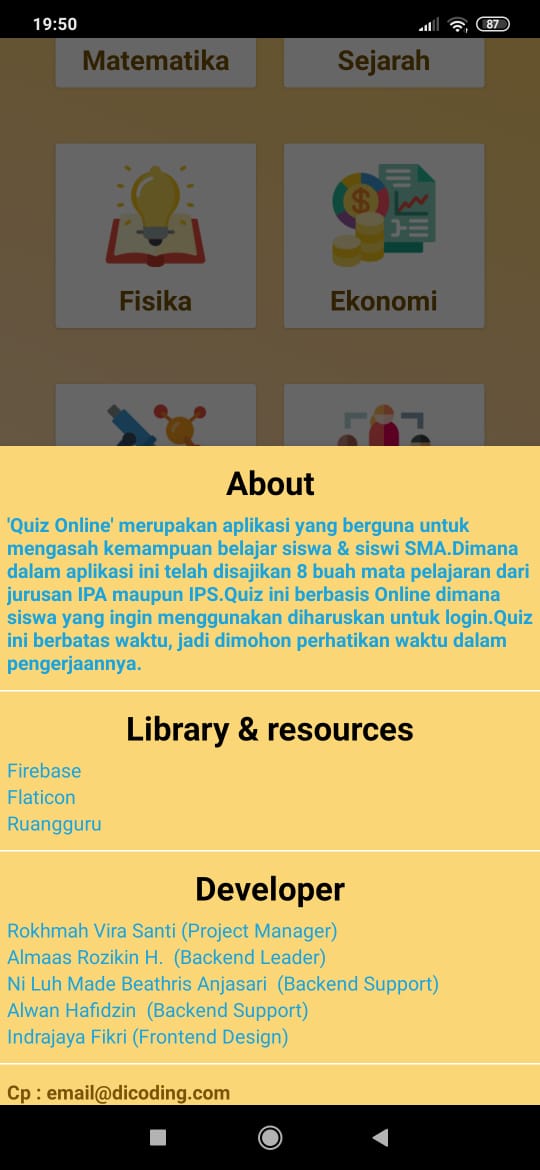 19:50
87
Matematika
Sejarah
Fisika
Ekonomi
About
'Quiz Online' merupakan aplikasi yang berguna untuk
mengasah kemampuan belajar siswa & siswi SMA.Dimana
dalam aplikasi ini telah disajikan 8 buah mata pelajaran dari
jurusan IPA maupun IPS.Quiz ini berbasis Online dimana
siswa yang ingin menggunakan diharuskan untuk login.Quiz
ini berbatas waktu, jadi dimohon perhatikan waktu dalam
pengerjaannya.
Library & resources
Firebase
Flaticon
Ruangguru
Developer
Rokhmah Vira Santi (Project Manager)
Almaas Rozikin H.  (Backend Leader)
Ni Luh Made Beathris Anjasari  (Backend Support)
Alwan Hafidzin  (Backend Support)
Indrajaya Fikri (Frontend Design)
Cp : email@dicoding.com